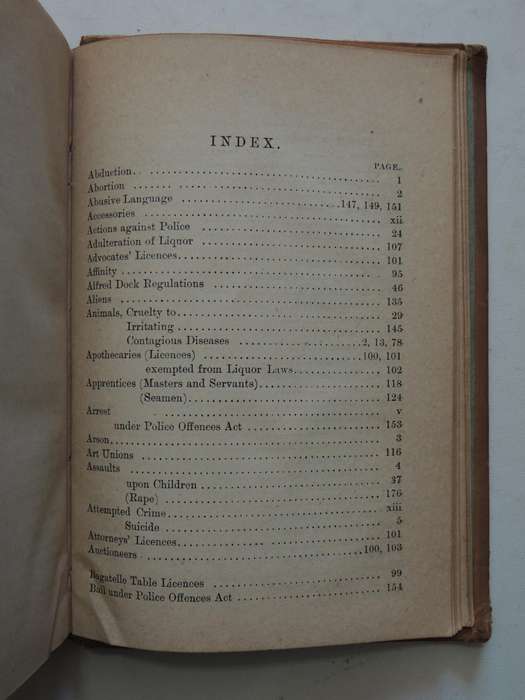 INDEX.
PAGE.
Abduction. . . . . . . . . . . . . . . . . . . . 1
Abortion . . . . . . . . . . . . . . . . . . . . 2
Abusive Language . . . . . . . . . . . . . . . . 147, 149, 151
Accessories . . . . . . . . . . . . . . . . . . . . xii
Actions against Police . . . . . . . . . . . . . . . . 24
Adulteration of Liquor . . . . . . . . . . . . . . . . 107
Advocates' Licences. . . . . . . . . . . . . . . . . 101
Affinity . . . . . . . . . . . . . . . . . . . . 95
Alfred Dock Regulations . . . . . . . . . . . . . . . . 46
Aliens . . . . . . . . . . . . . . . . . . . . 135
Animals, Cruelty to. . . . . . . . . . . . . . . . . 29
Irritating . . . . . . . . . . . . . . . . 145
Contagious Diseases . . . . . . . . . . . . 2, 13, 78
Apothecaries (Licences) . . . . . . . . . . . . . . . . 100, 101
exempted from Liquor Laws. . . . . . . . . . . . 102
Apprentices (Masters and Servants). . . . . . . . . . . . 118
(Seamen) . . . . . . . . . . . . . . . . 124
Arrest . . . . . . . . . . . . . . . . . . . . v
under Police Offences Act . . . . . . . . . . . . 153
Arson. . . . . . . . . . . . . . . . . . . . 3
Art Unions . . . . . . . . . . . . . . . . . . . . 116
Assaults . . . . . . . . . . . . . . . . . . . . 4
upon Children . . . . . . . . . . . . . . . . 37
(Rape) . . . . . . . . . . . . . . . . 176
Attempted Crime. . . . . . . . . . . . . . . . . xiii
Suicide . . . . . . . . . . . . . . . . 5
Attorneys' Licences. . . . . . . . . . . . . . . . . 101
Auctioneers . . . . . . . . . . . . . . . . 100, 103
Bagatelle Table Licences . . . . . . . . . . . . . . . . 99
Bail under Police Offences Act . . . . . . . . . . . . 154